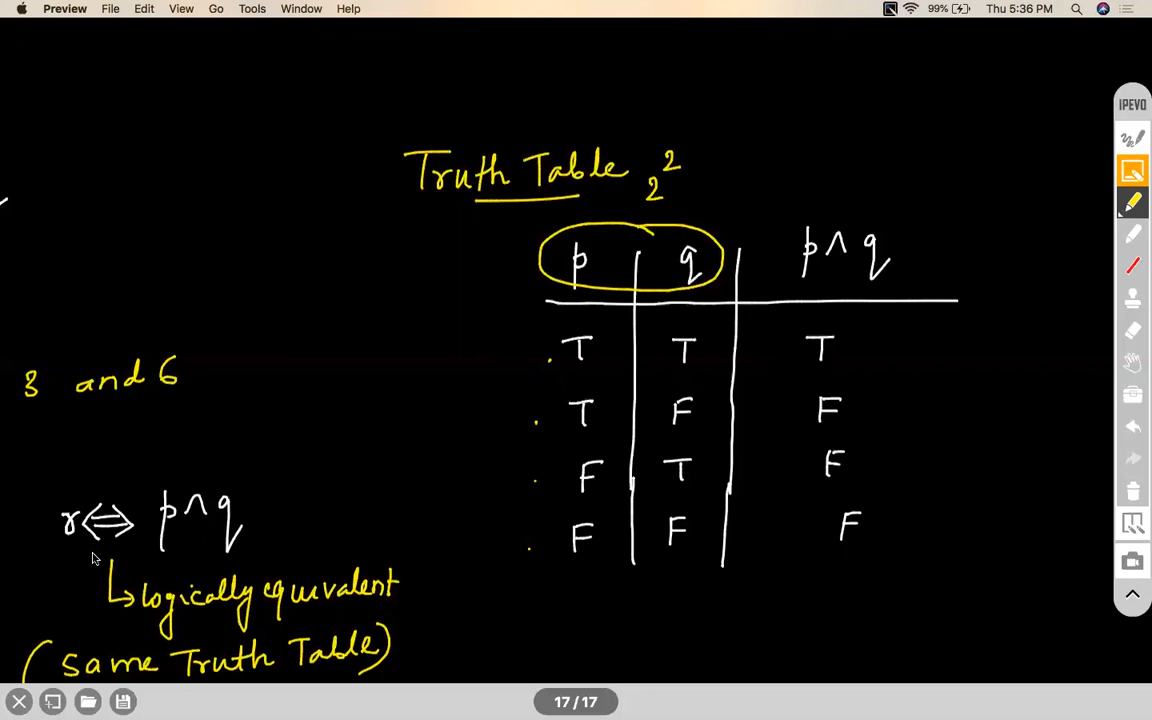 Preview File Edit View Go Tools Window Help 99% Thu 5:36 PM
IPEVO
Truth Table 2²
p q p ∧ q
T T T
T F F
F T F
F F F
3 and 6
r ⇔ p ∧ q
↳ logically equivalent
(same Truth Table)
17/17